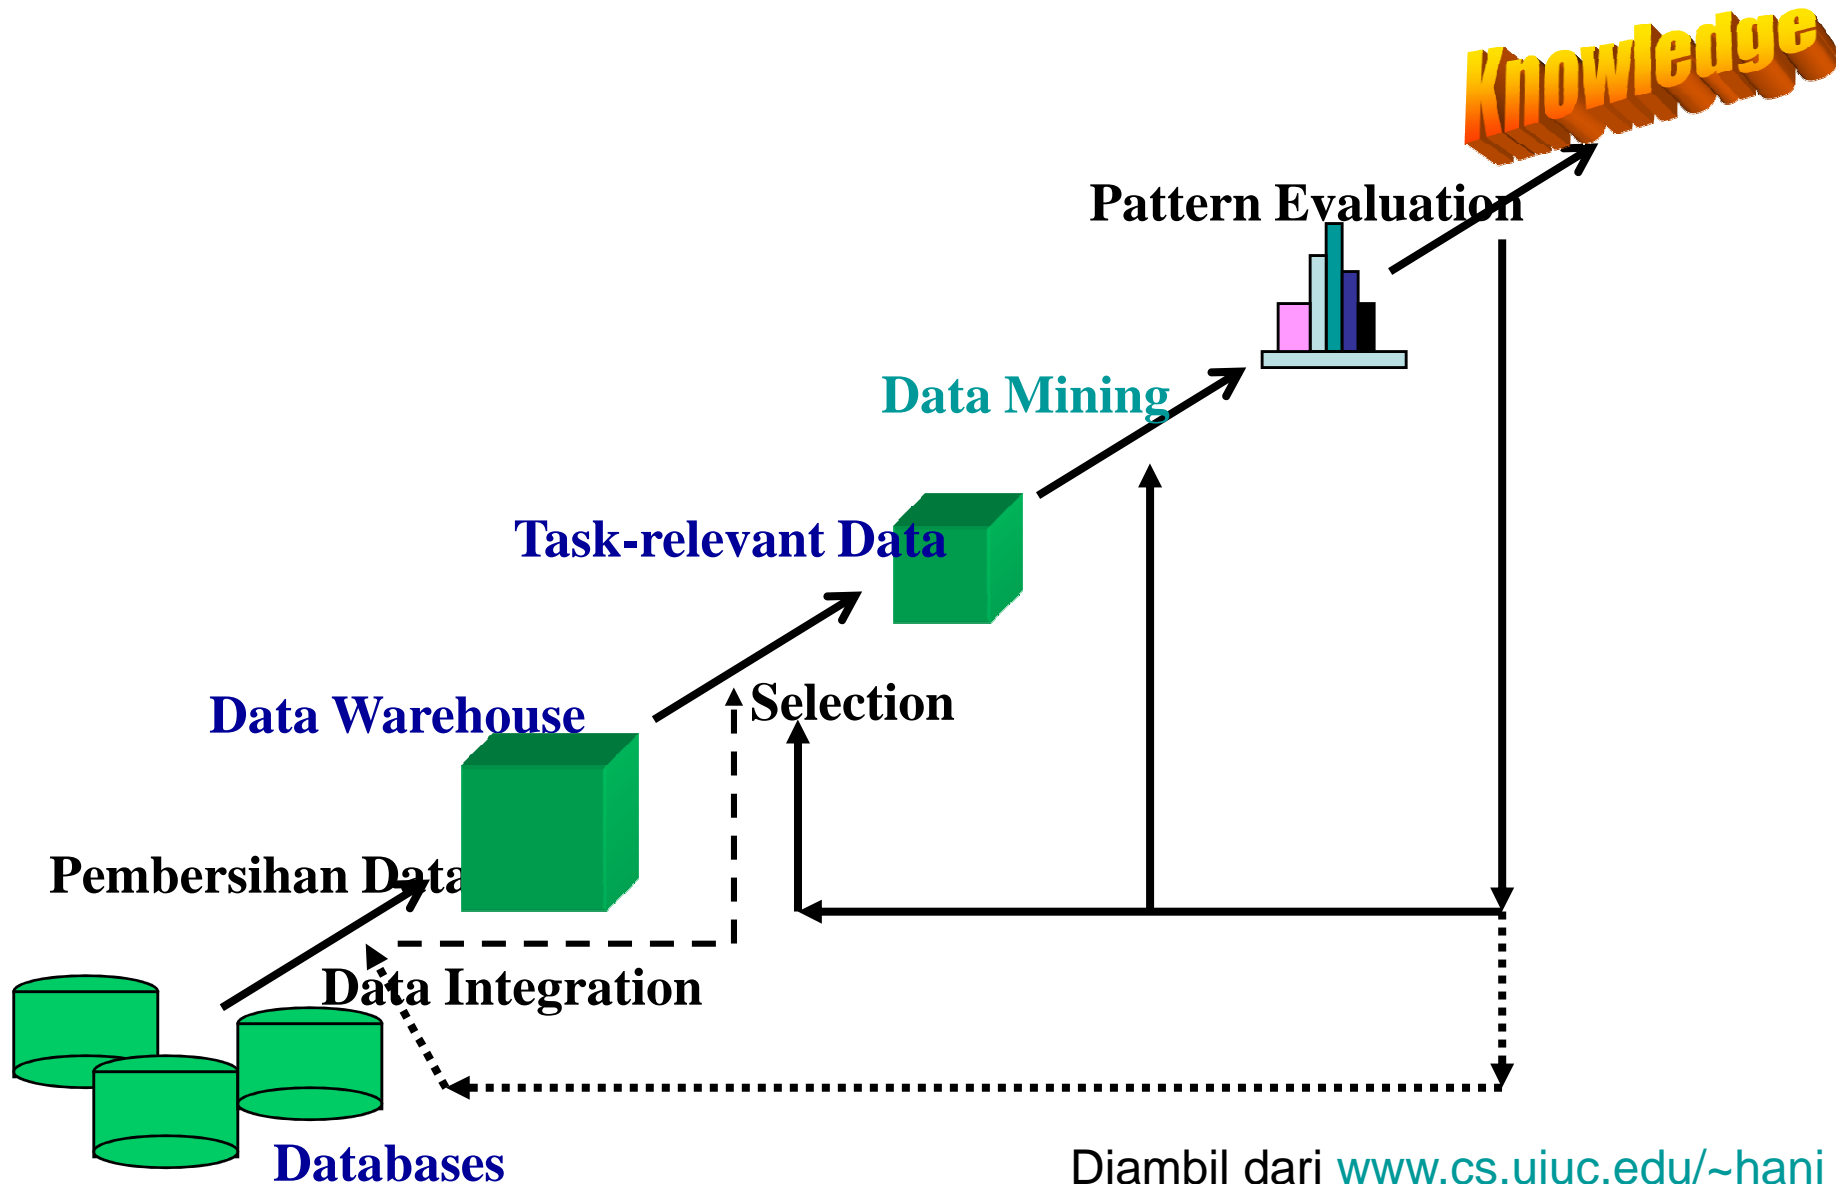 Knowledge
Pattern Evaluation
Data Mining
Task-relevant Data
Selection
Data Warehouse
Pembersihan Data
Data Integration
Databases
Diambil dari www.cs.uiuc.edu/~hani